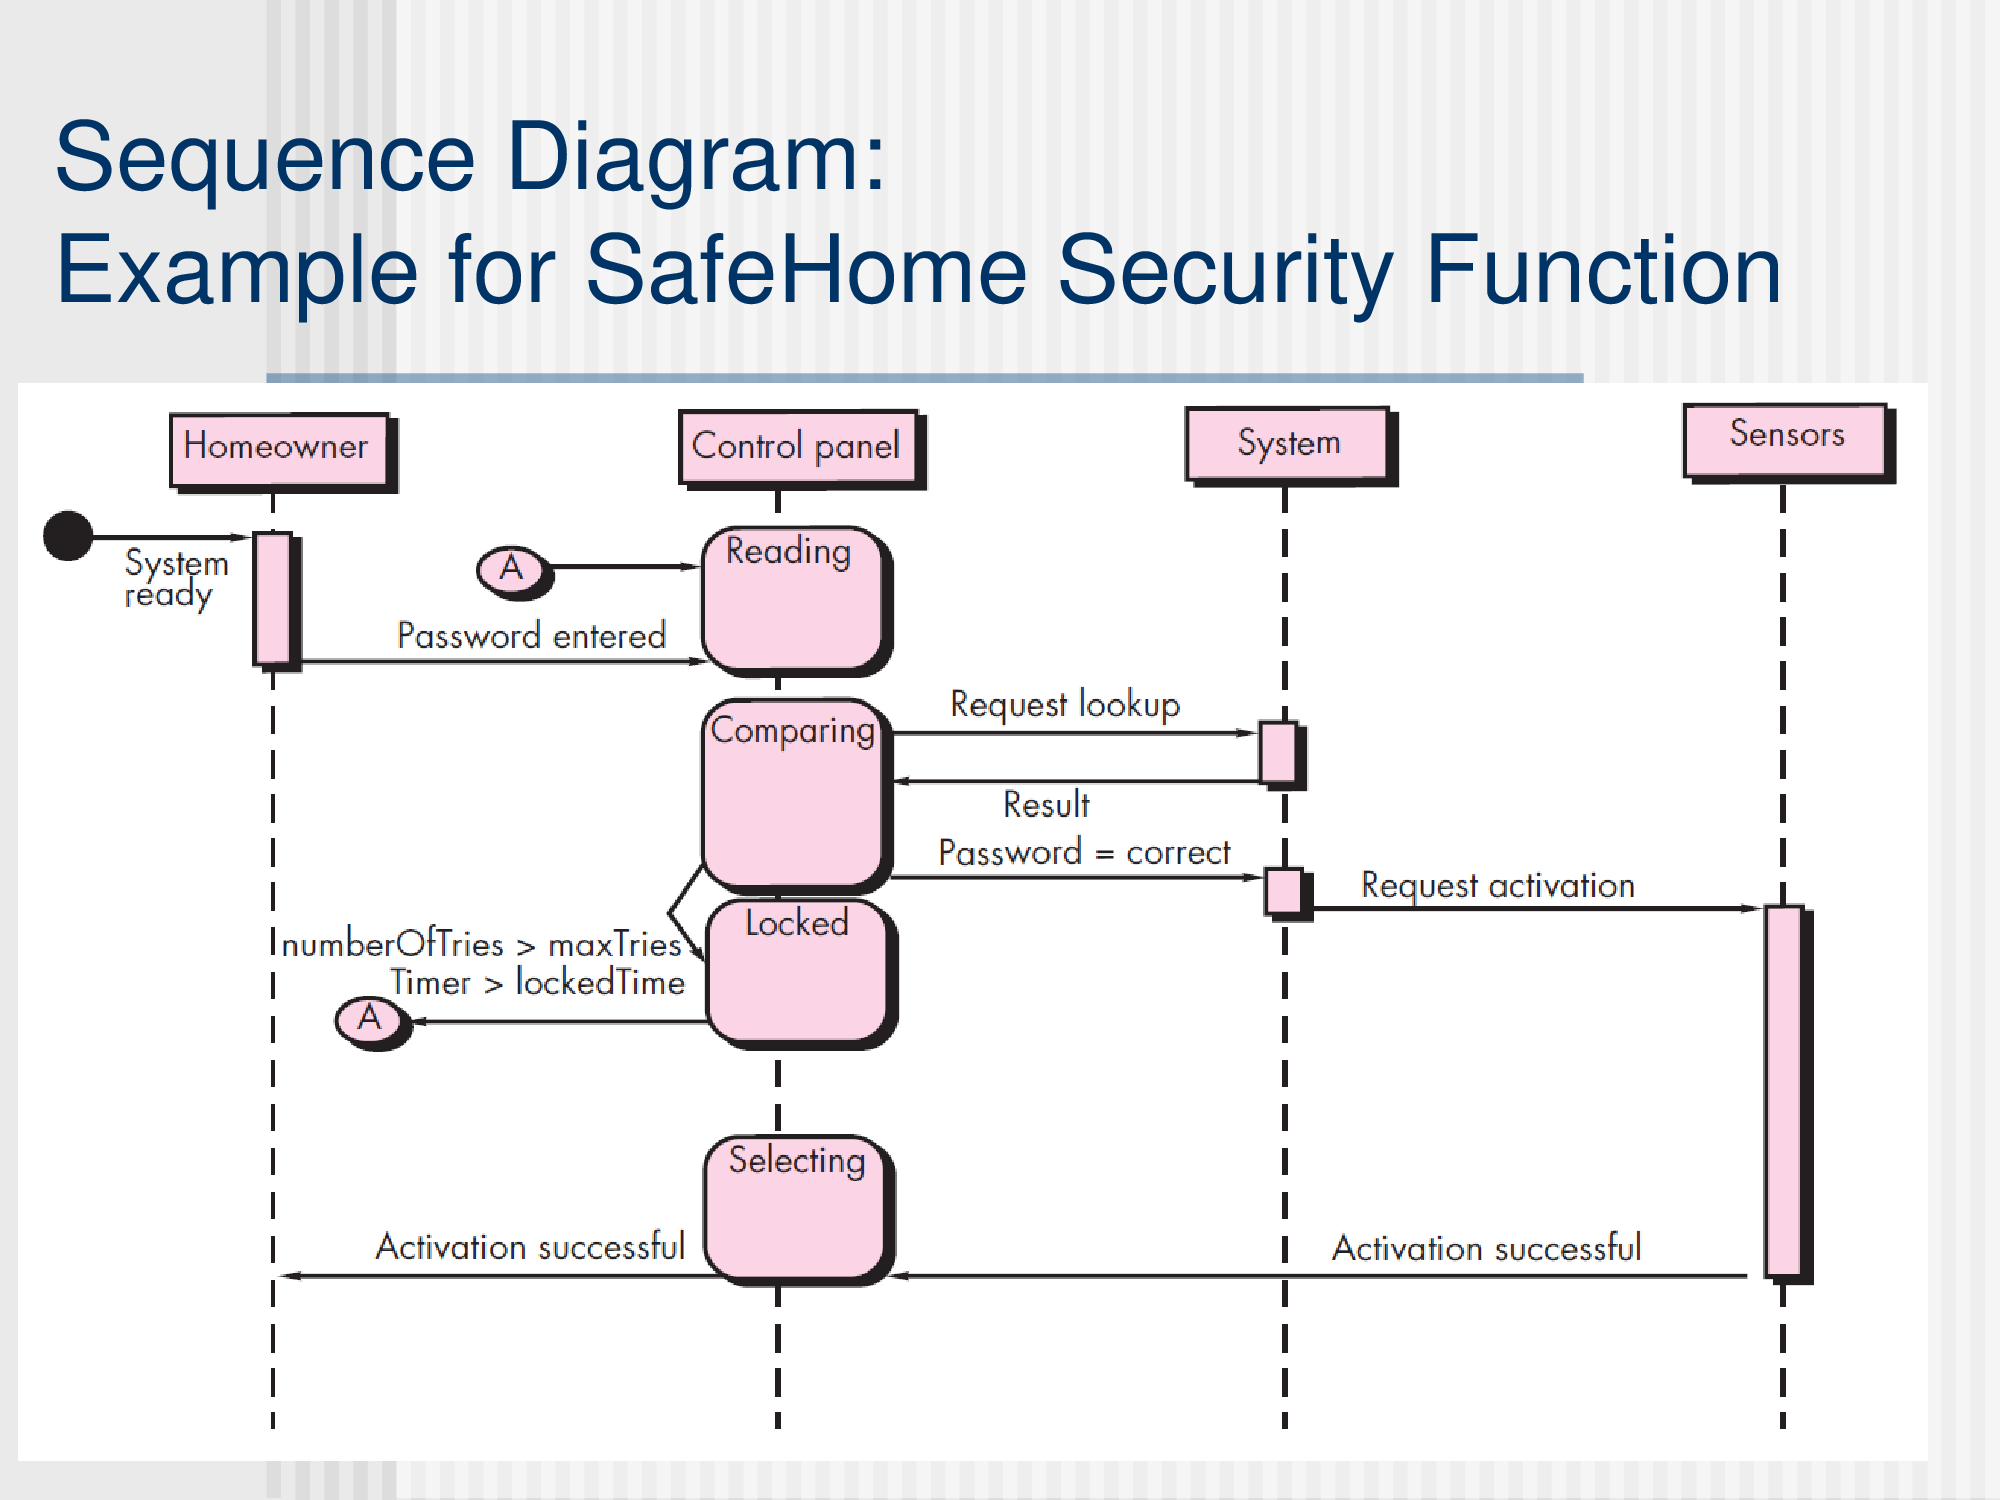 Sequence Diagram:
Example for SafeHome Security Function
Homeowner
Control panel
System
Sensors
System
ready
A
Reading
Password entered
Comparing
Request lookup
Result
Password = correct
Request activation
Locked
numberOfTries > maxTries
Timer > lockedTime
A
Selecting
Activation successful
Activation successful